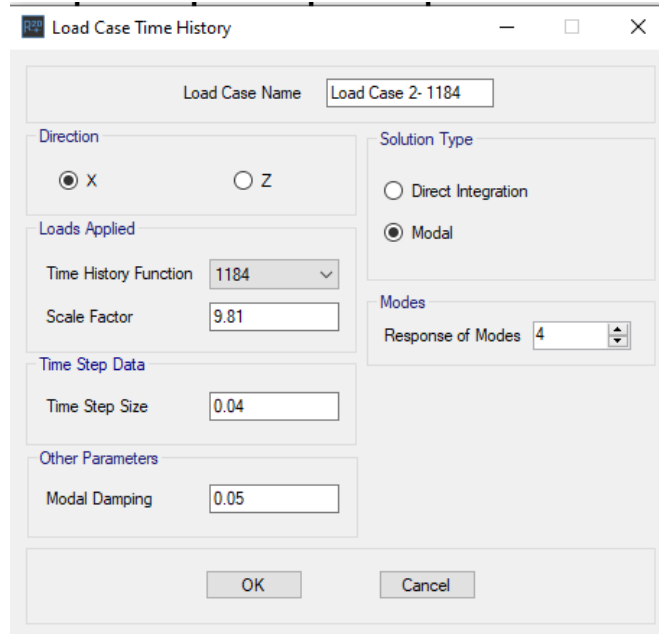 R2D+ Load Case Time History
Load Case Name Load Case 2- 1184
Direction
X Z
Loads Applied
Time History Function 1184
Scale Factor 9.81
Time Step Data
Time Step Size 0.04
Other Parameters
Modal Damping 0.05
Solution Type
Direct Integration
Modal
Modes
Response of Modes 4
OK Cancel